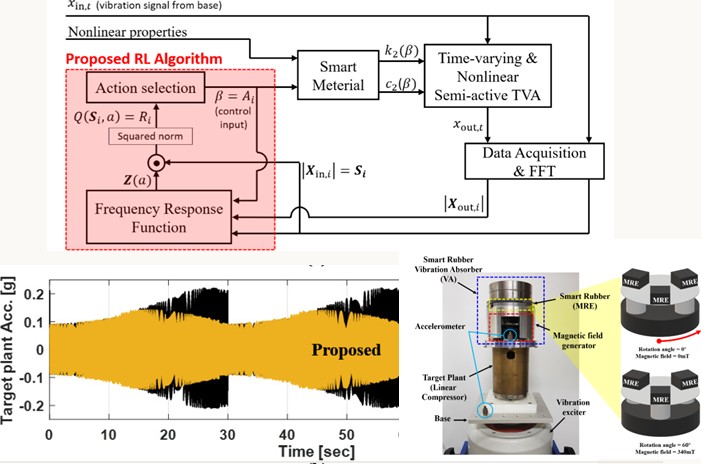 x_in,t (vibration signal from base)
Nonlinear properties
Proposed RL Algorithm
Action selection
Q(S_i, a) = R_i
Squared norm
Z(a)
Frequency Response
Function
β = A_i
(control
input)
Smart
Meterial
k_2(β)
c_2(β)
Time-varying &
Nonlinear
Semi-active TVA
x_out,t
Data Acquisition
& FFT
|X_in,i| = S_i
|X_out,i|
Target plant Acc. [g]
0.2
0.1
0
-0.1
-0.2
Proposed
0 10 20 30 40 50
Time [sec]
Smart Rubber
Vibration Absorber
(VA)
Smart Rubber
(MRE)
Accelerometer
Magnetic field
generator
Target Plant
(Linear
Compressor)
Vibration
exciter
Base
MRE
MRE
MRE
Rotation angle = 0°
Magnetic field = 0mT
MRE
MRE
MRE
Rotation angle = 60°
Magnetic field = 340mT